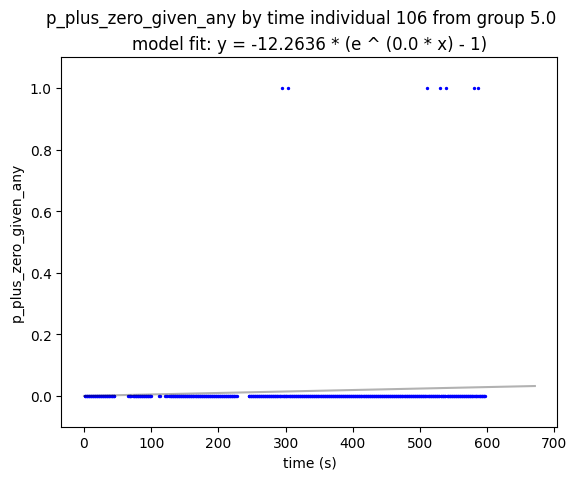 p_plus_zero_given_any by time individual 106 from group 5.0
model fit: y = -12.2636 * (e ^ (0.0 * x) - 1)
1.0
0.8
0.6
0.4
0.2
0.0
p_plus_zero_given_any
0 100 200 300 400 500 600 700
time (s)